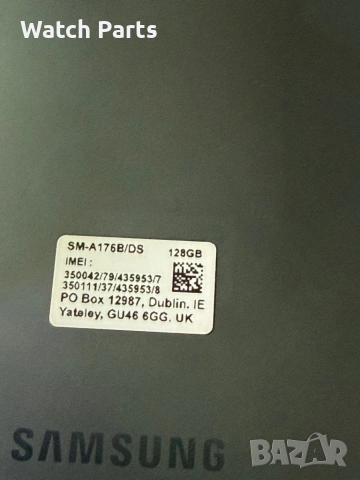 Watch Parts
SM-A176B/DS 128GB
IMEI :
350042/79/435953/7
350111/37/435953/8
PO Box 12987, Dublin. IE
Yateley, GU46 6GG. UK
SAMSUNG
BAZAR